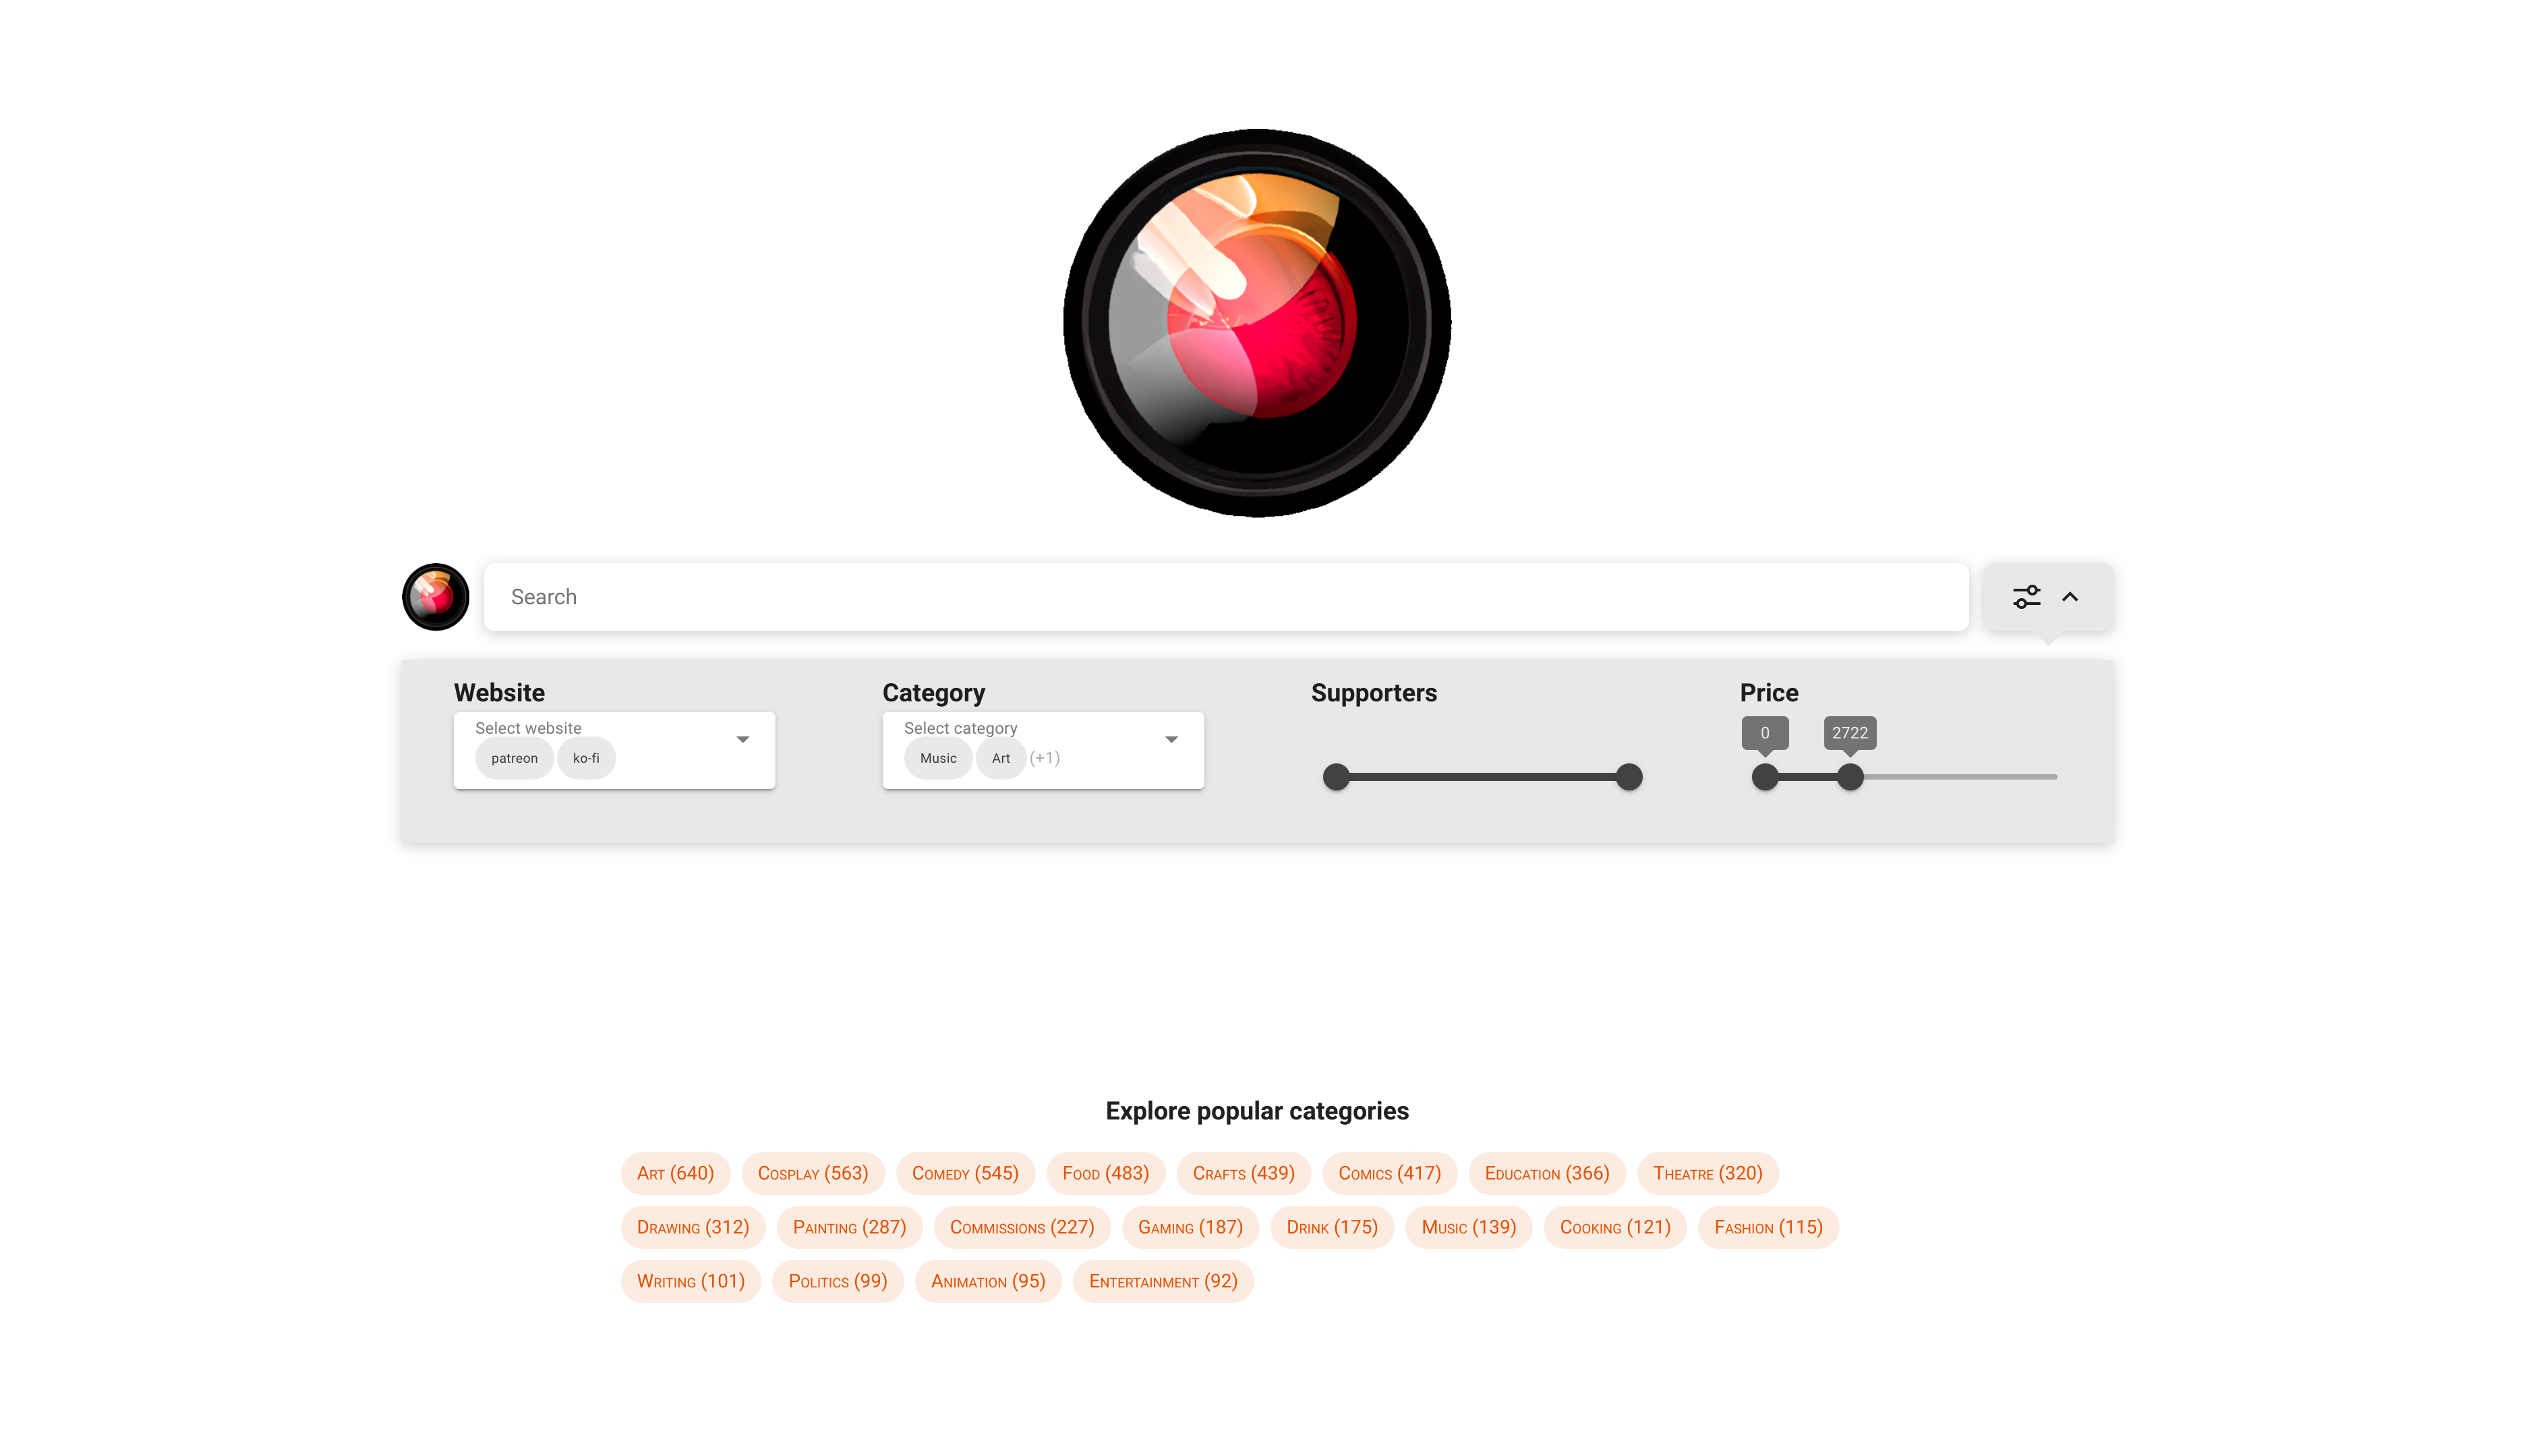 Search
Website Category Supporters Price
Select website Select category 0 2722
patreon ko-fi Music Art (+1)
Explore popular categories
Art (640) Cosplay (563) Comedy (545) Food (483) Crafts (439) Comics (417) Education (366) Theatre (320)
Drawing (312) Painting (287) Commissions (227) Gaming (187) Drink (175) Music (139) Cooking (121) Fashion (115)
Writing (101) Politics (99) Animation (95) Entertainment (92)